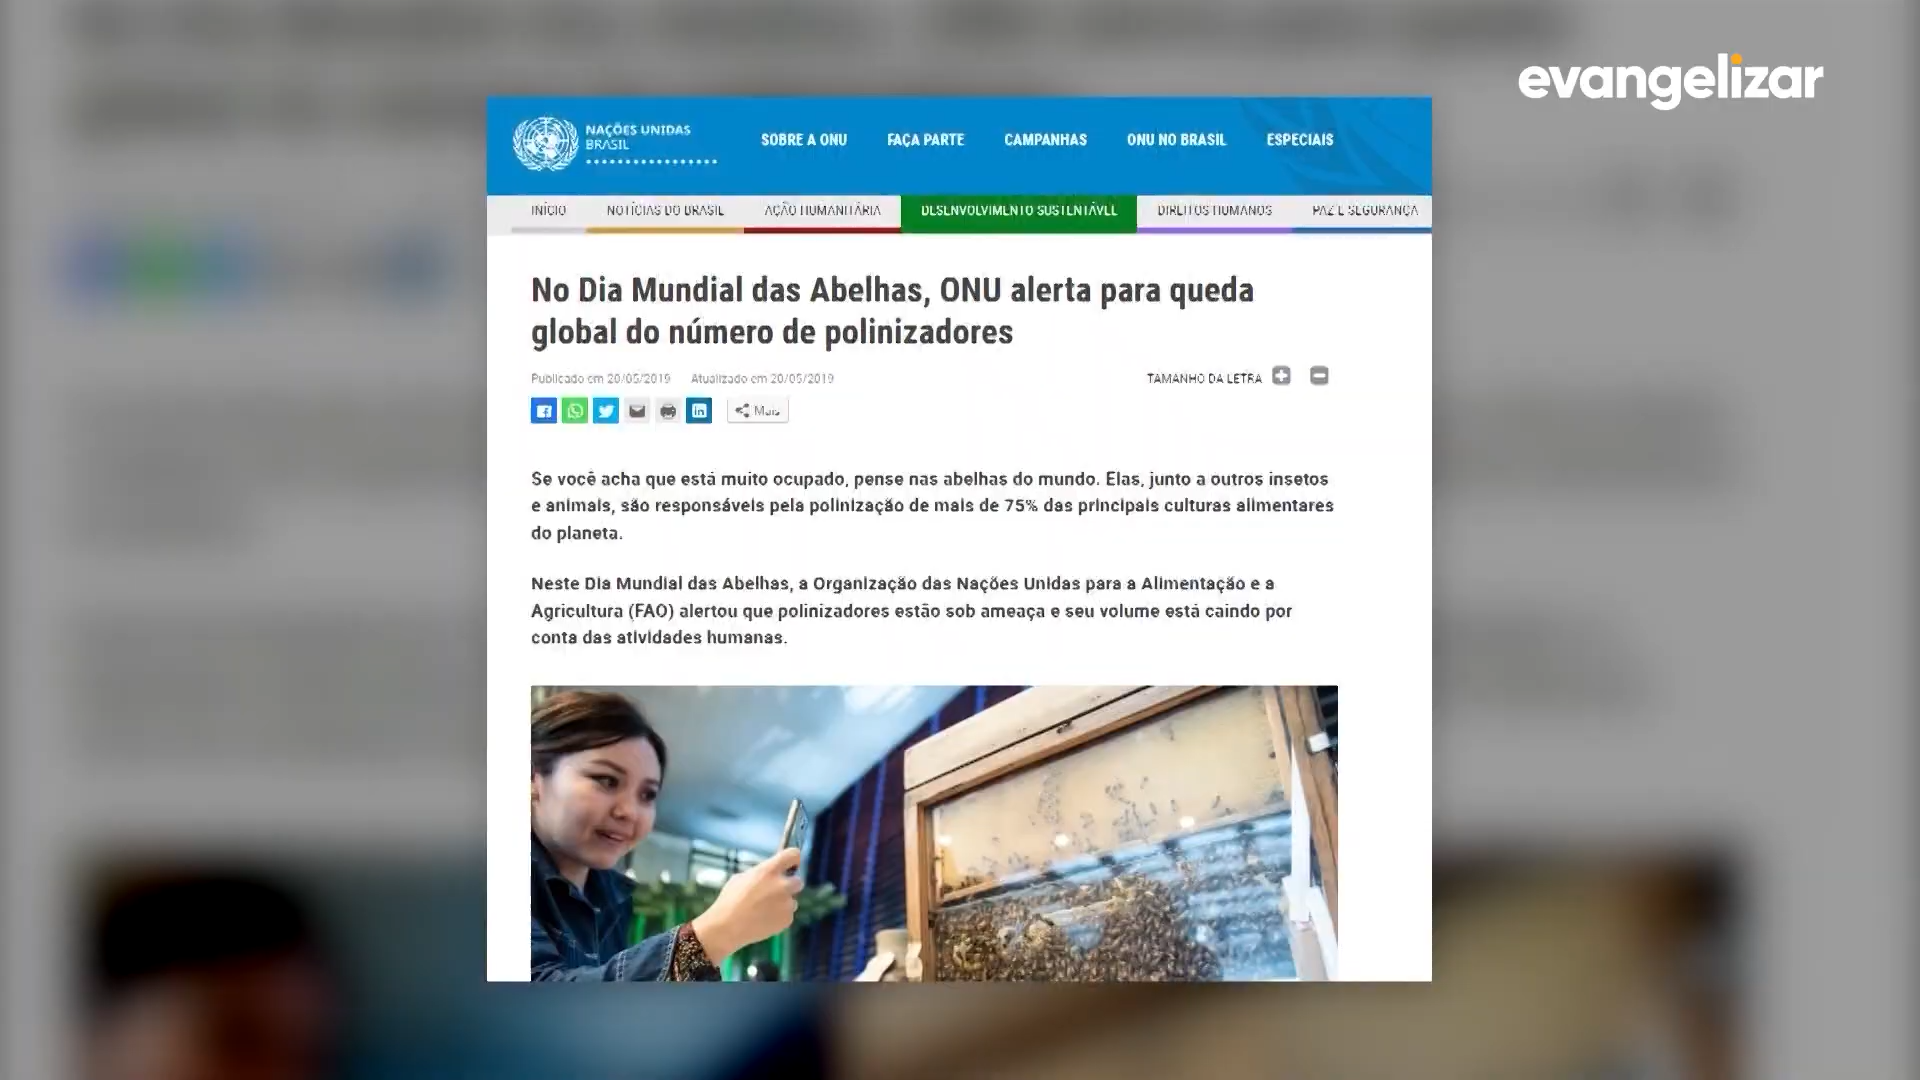 evangelizar
NAÇÕES UNIDAS
BRASIL
SOBRE A ONU FAÇA PARTE CAMPANHAS ONU NO BRASIL ESPECIAIS
INÍCIO NOTÍCIAS DO BRASIL AÇÃO HUMANITÁRIA DESENVOLVIMENTO SUSTENTÁVEL DIREITOS HUMANOS PAZ E SEGURANÇA
No Dia Mundial das Abelhas, ONU alerta para queda
global do número de polinizadores
Publicado em 20/05/2019 Atualizado em 20/05/2019 TAMANHO DA LETRA
Mais
Se você acha que está muito ocupado, pense nas abelhas do mundo. Elas, junto a outros insetos
e animais, são responsáveis pela polinização de mais de 75% das principais culturas alimentares
do planeta.
Neste Dia Mundial das Abelhas, a Organização das Nações Unidas para a Alimentação e a
Agricultura (FAO) alertou que polinizadores estão sob ameaça e seu volume está caindo por
conta das atividades humanas.